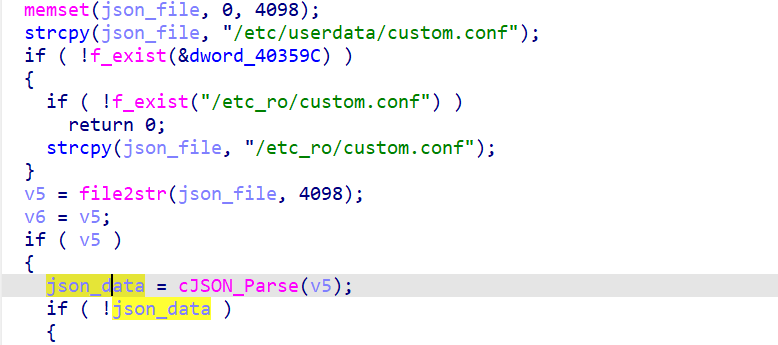 memset(json_file, 0, 4098);
strcpy(json_file, "/etc/userdata/custom.conf");
if ( !f_exist(&dword_40359C) )
{
if ( !f_exist("/etc_ro/custom.conf") )
return 0;
strcpy(json_file, "/etc_ro/custom.conf");
}
v5 = file2str(json_file, 4098);
v6 = v5;
if ( v5 )
{
json_data = cJSON_Parse(v5);
if ( !json_data )
{